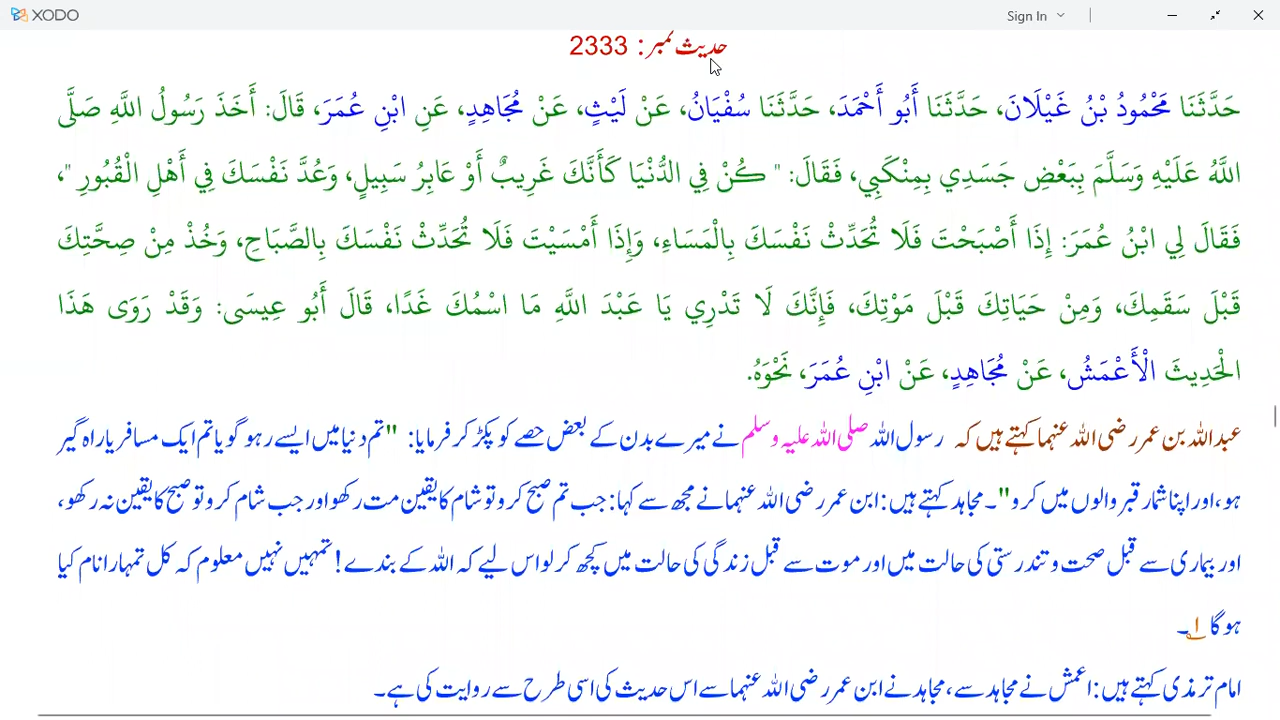 XODO
Sign In
حدیث نمبر: 2333
حَدَّثَنَا مَحْمُودُ بْنُ غَيْلَانَ، حَدَّثَنَا أَبُو أَحْمَدَ، حَدَّثَنَا سُفْيَانُ، عَنْ لَيْثٍ، عَنْ مُجَاهِدٍ، عَنِ ابْنِ عُمَرَ، قَالَ: أَخَذَ رَسُولُ اللَّهِ صَلَّى
اللَّهُ عَلَيْهِ وَسَلَّمَ بِبَعْضِ جَسَدِي بِمِنْكَبِي، فَقَالَ: " كُنْ فِي الدُّنْيَا كَأَنَّكَ غَرِيبٌ أَوْ عَابِرُ سَبِيلٍ، وَعُدَّ نَفْسَكَ فِي أَهْلِ الْقُبُورِ "،
فَقَالَ لِي ابْنُ عُمَرَ: إِذَا أَصْبَحْتَ فَلَا تُحَدِّثْ نَفْسَكَ بِالْمَسَاءِ، وَإِذَا أَمْسَيْتَ فَلَا تُحَدِّثْ نَفْسَكَ بِالصَّبَاحِ، وَخُذْ مِنْ صِحَّتِكَ
قَبْلَ سَقَمِكَ، وَمِنْ حَيَاتِكَ قَبْلَ مَوْتِكَ، فَإِنَّكَ لَا تَدْرِي يَا عَبْدَ اللَّهِ مَا اسْمُكَ غَدًا، قَالَ أَبُو عِيسَى: وَقَدْ رَوَى هَذَا
الْحَدِيثَ الْأَعْمَشُ، عَنْ مُجَاهِدٍ، عَنْ ابْنِ عُمَرَ، نَحْوَهُ.
عبداللہ بن عمر رضی اللہ عنہما کہتے ہیں کہ رسول اللہ صلی اللہ علیہ وسلم نے میرے بدن کے بعض حصے کو پکڑ کر فرمایا: "تم دنیا میں ایسے رہو گویا تم ایک مسافر یا راہ گیر
ہو، اور اپنا شمار قبر والوں میں کرو"۔ مجاہد کہتے ہیں: ابن عمر رضی اللہ عنہما نے مجھ سے کہا: جب تم صبح کرو تو شام کا یقین مت رکھو اور جب شام کرو تو صبح کا یقین نہ رکھو،
اور بیماری سے قبل صحت و تندرستی کی حالت میں اور موت سے قبل زندگی کی حالت میں کچھ کر لو اس لیے کہ اللہ کے بندے! تمہیں نہیں معلوم کہ کل تمہارا نام کیا
ہو گا ۱؎۔
امام ترمذی کہتے ہیں: اعمش نے مجاہد سے، مجاہد نے ابن عمر رضی اللہ عنہما سے اس حدیث کی اسی طرح سے روایت کی ہے۔